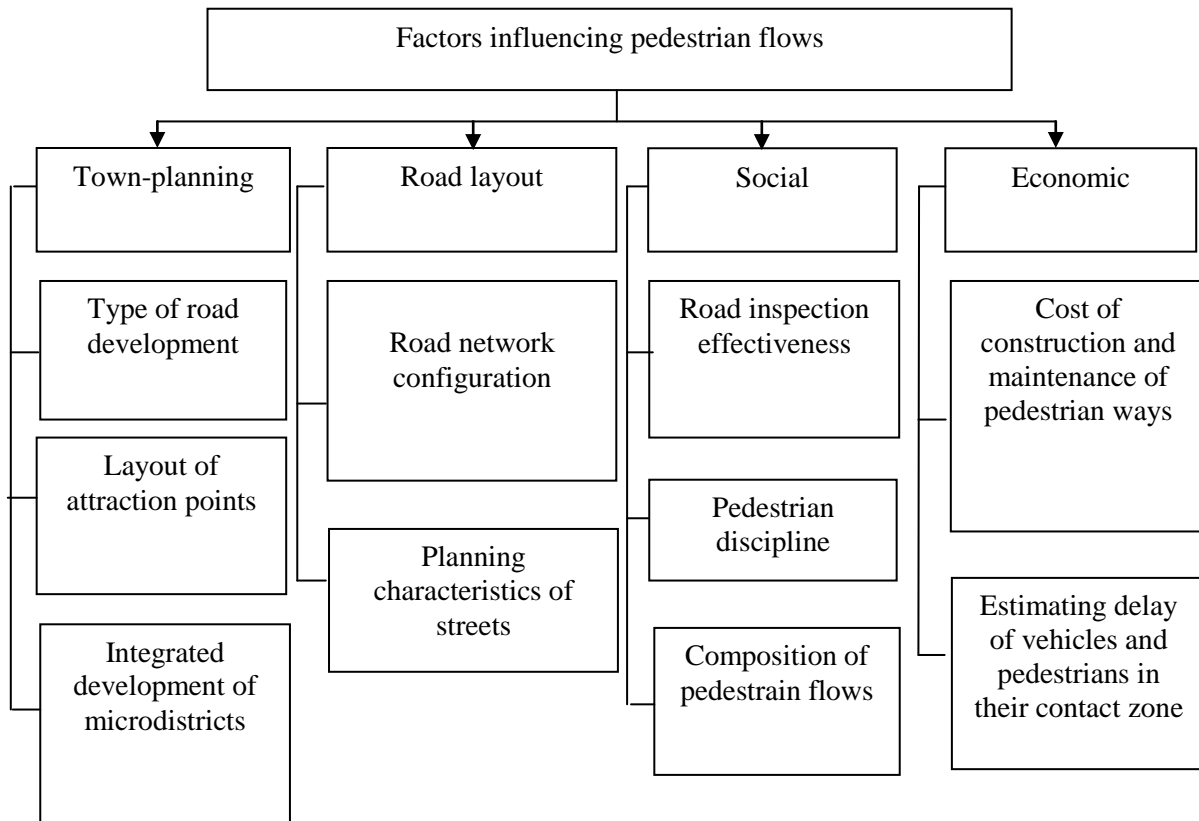 Factors influencing pedestrian flows
Town-planning
Type of road
development
Layout of
attraction points
Integrated
development of
microdistricts
Road layout
Road network
configuration
Planning
characteristics of
streets
Social
Road inspection
effectiveness
Pedestrian
discipline
Composition of
pedestrain flows
Economic
Cost of
construction and
maintenance of
pedestrian ways
Estimating delay
of vehicles and
pedestrians in
their contact zone